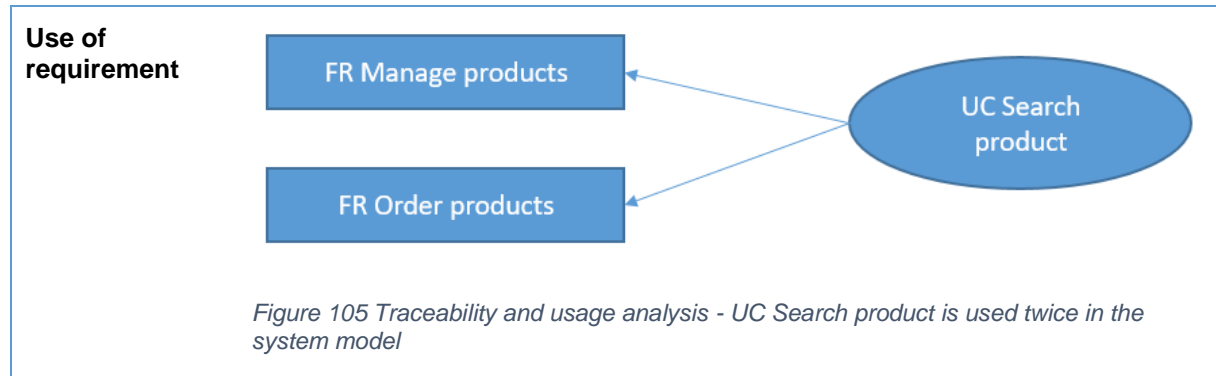 Use of
requirement
FR Manage products
UC Search
product
FR Order products
Figure 105 Traceability and usage analysis - UC Search product is used twice in the
system model